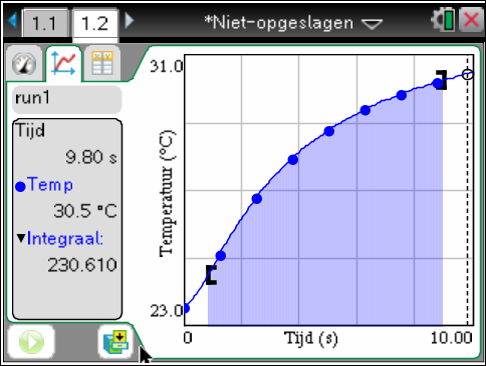 1.1 1.2 *Niet-opgeslagen
run1
Tijd
9.80 s
Temp
30.5 °C
Integraal:
230.610
31.0
Temperatuur (°C)
23.0
0 Tijd (s) 10.00